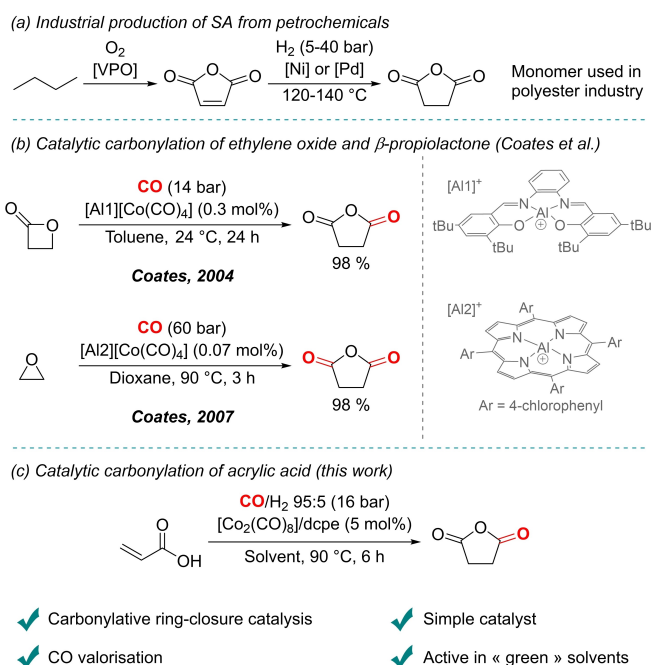 (a) Industrial production of SA from petrochemicals
O2
[VPO]
H2 (5-40 bar)
[Ni] or [Pd]
120-140 °C
O
O
O
O
O
O
Monomer used in
polyester industry
(b) Catalytic carbonylation of ethylene oxide and β-propiolactone (Coates et al.)
O
O
CO (14 bar)
[Al1][Co(CO)4] (0.3 mol%)
Toluene, 24 °C, 24 h
Coates, 2004
O
O
O
98 %
[Al1]+
N
N
Al
+
O
O
tBu
tBu
tBu
tBu
O
CO (60 bar)
[Al2][Co(CO)4] (0.07 mol%)
Dioxane, 90 °C, 3 h
Coates, 2007
O
O
O
98 %
[Al2]+
Ar
Ar
Ar
Ar
N
N
N
N
Al
+
Ar = 4-chlorophenyl
(c) Catalytic carbonylation of acrylic acid (this work)
O
OH
CO/H2 95:5 (16 bar)
[Co2(CO)8]/dcpe (5 mol%)
Solvent, 90 °C, 6 h
O
O
O
Carbonylative ring-closure catalysis
Simple catalyst
CO valorisation
Active in « green » solvents